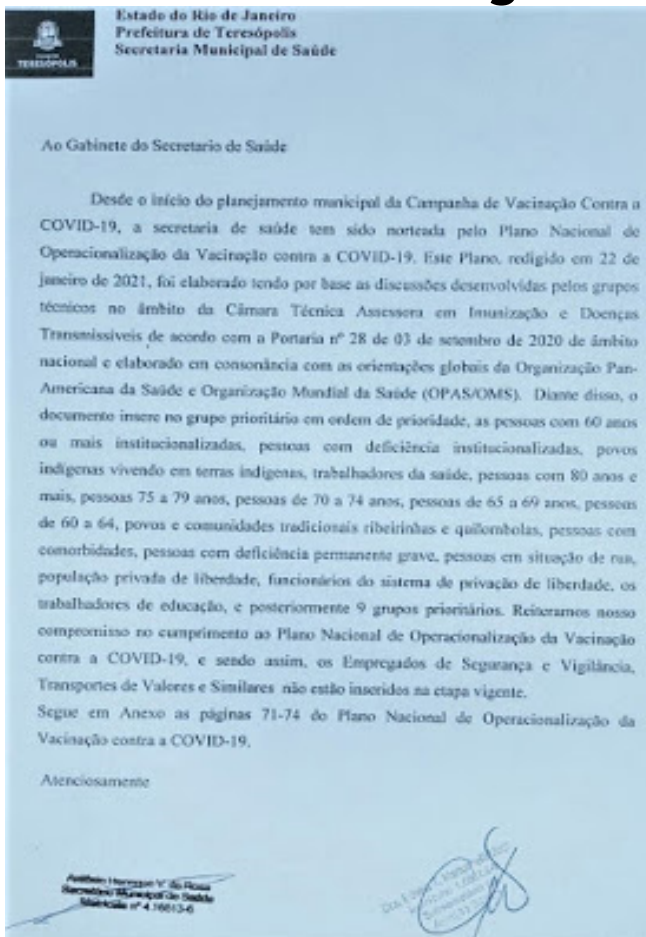 Estado do Rio de Janeiro
Prefeitura de Teresópolis
Secretaria Municipal de Saúde
TERESÓPOLIS
Ao Gabinete do Secretario de Saúde
Desde o início do planejamento municipal da Campanha de Vacinação Contra a
COVID-19, a secretaria de saúde tem sido norteada pelo Plano Nacional de
Operacionalização da Vacinação contra a COVID-19. Este Plano, redigido em 22 de
janeiro de 2021, foi elaborado tendo por base as discussões desenvolvidas pelos grupos
técnicos no âmbito da Câmara Técnica Assessora em Imunização e Doenças
Transmissíveis de acordo com a Portaria nº 28 de 03 de setembro de 2020 de âmbito
nacional e elaborado em consonância com as orientações globais da Organização Pan-
Americana da Saúde e Organização Mundial da Saúde (OPAS/OMS). Diante disso, o
documento insere no grupo prioritário em ordem de prioridade, as pessoas com 60 anos
ou mais institucionalizadas, pessoas com deficiência institucionalizadas, povos
indígenas vivendo em terras indígenas, trabalhadores da saúde, pessoas com 80 anos e
mais, pessoas 75 a 79 anos, pessoas de 70 a 74 anos, pessoas de 65 a 69 anos, pessoas
de 60 a 64, povos e comunidades tradicionais ribeirinhas e quilombolas, pessoas com
comorbidades, pessoas com deficiência permanente grave, pessoas em situação de rua,
população privada de liberdade, funcionários do sistema de privação de liberdade, os
trabalhadores de educação, e posteriormente 9 grupos prioritários. Reiteramos nosso
compromisso no cumprimento ao Plano Nacional de Operacionalização da Vacinação
contra a COVID-19, e sendo assim, os Empregados de Segurança e Vigilância,
Transportes de Valores e Similares não estão inseridos na etapa vigente.
Segue em Anexo as páginas 71-74 do Plano Nacional de Operacionalização da
Vacinação contra a COVID-19.
Atenciosamente
Antônio Henrique V. da Rosa
Secretário Municipal de Saúde
Matrícula nº 4.16613-6